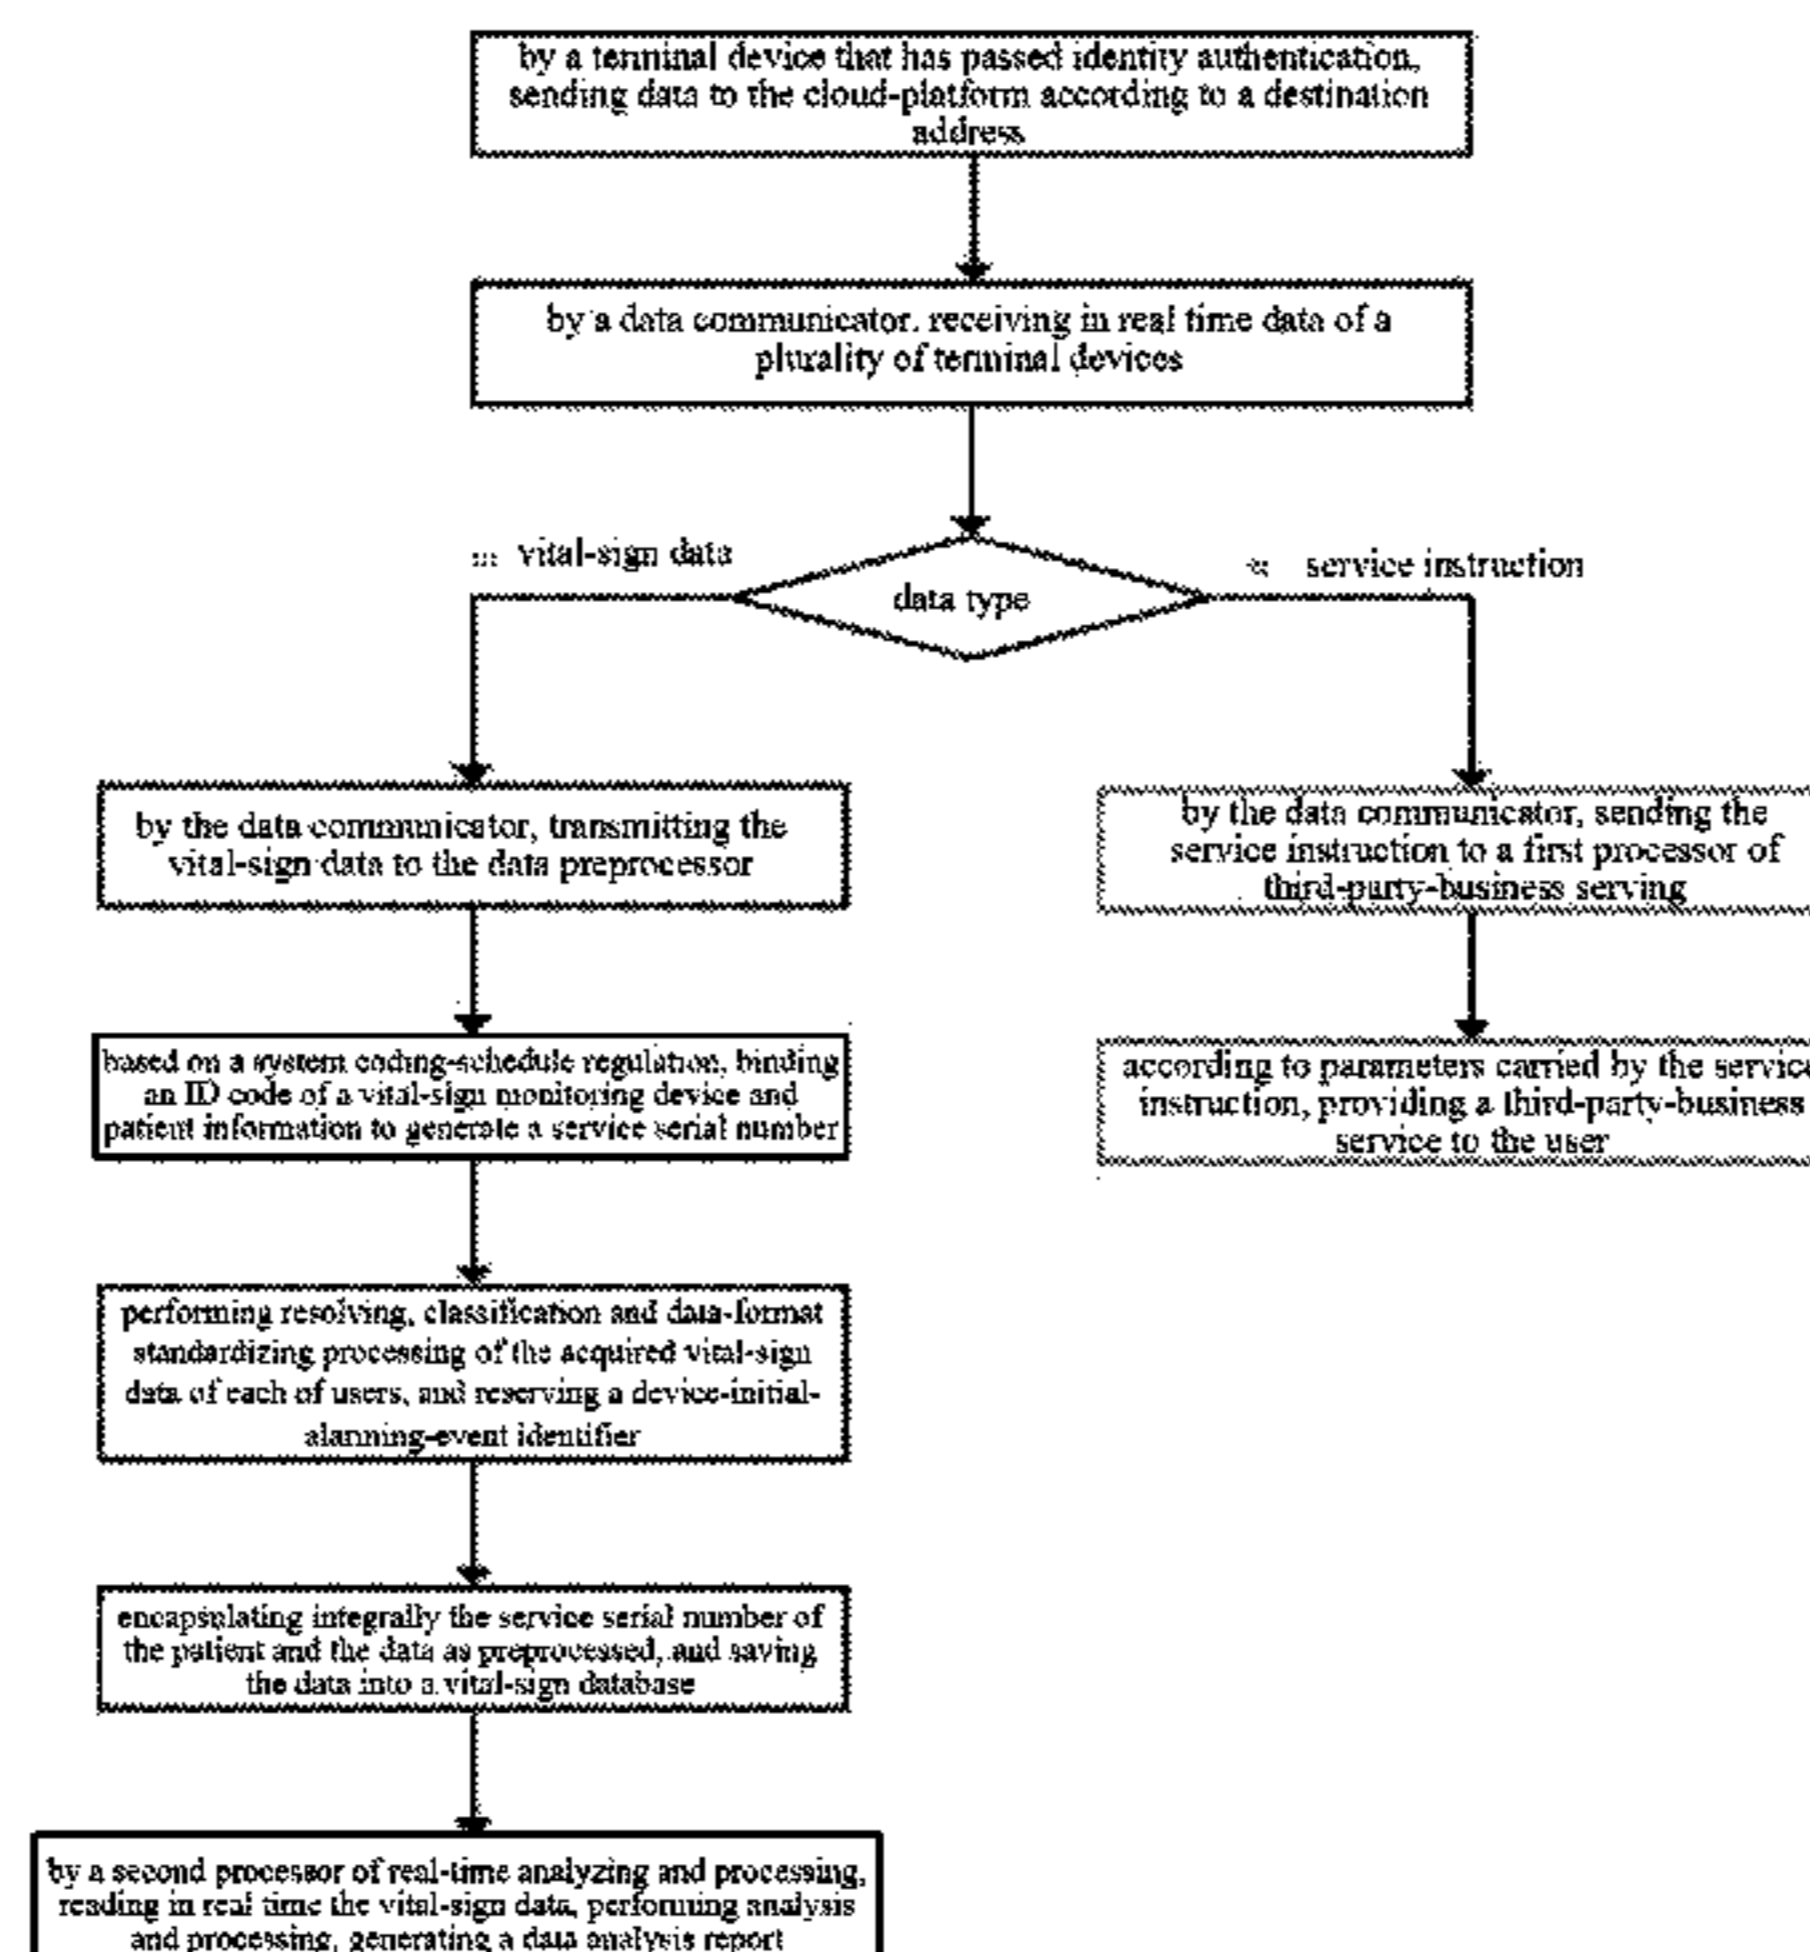 by a terminal device that has passed identity authentication,
sending data to the cloud-platform according to a destination
address
by a data communicator, receiving in real time data of a
plurality of terminal devices
vital-sign data
data type
service instruction
by the data communicator, transmitting the
vital-sign data to the data preprocessor
by the data communicator, sending the
service instruction to a first processor of
third-party-business serving
based on a system coding-schedule regulation, binding
an ID code of a vital-sign monitoring device and
patient information to generate a service serial number
according to parameters carried by the service
instruction, providing a third-party-business
service to the user
performing resolving, classification and data-format
standardizing processing of the acquired vital-sign
data of each of users, and reserving a device-initial-
alarming-event identifier
encapsulating integrally the service serial number of
the patient and the data as preprocessed, and saving
the data into a vital-sign database
by a second processor of real-time analyzing and processing,
reading in real time the vital-sign data, performing analysis
and processing, generating a data analysis report